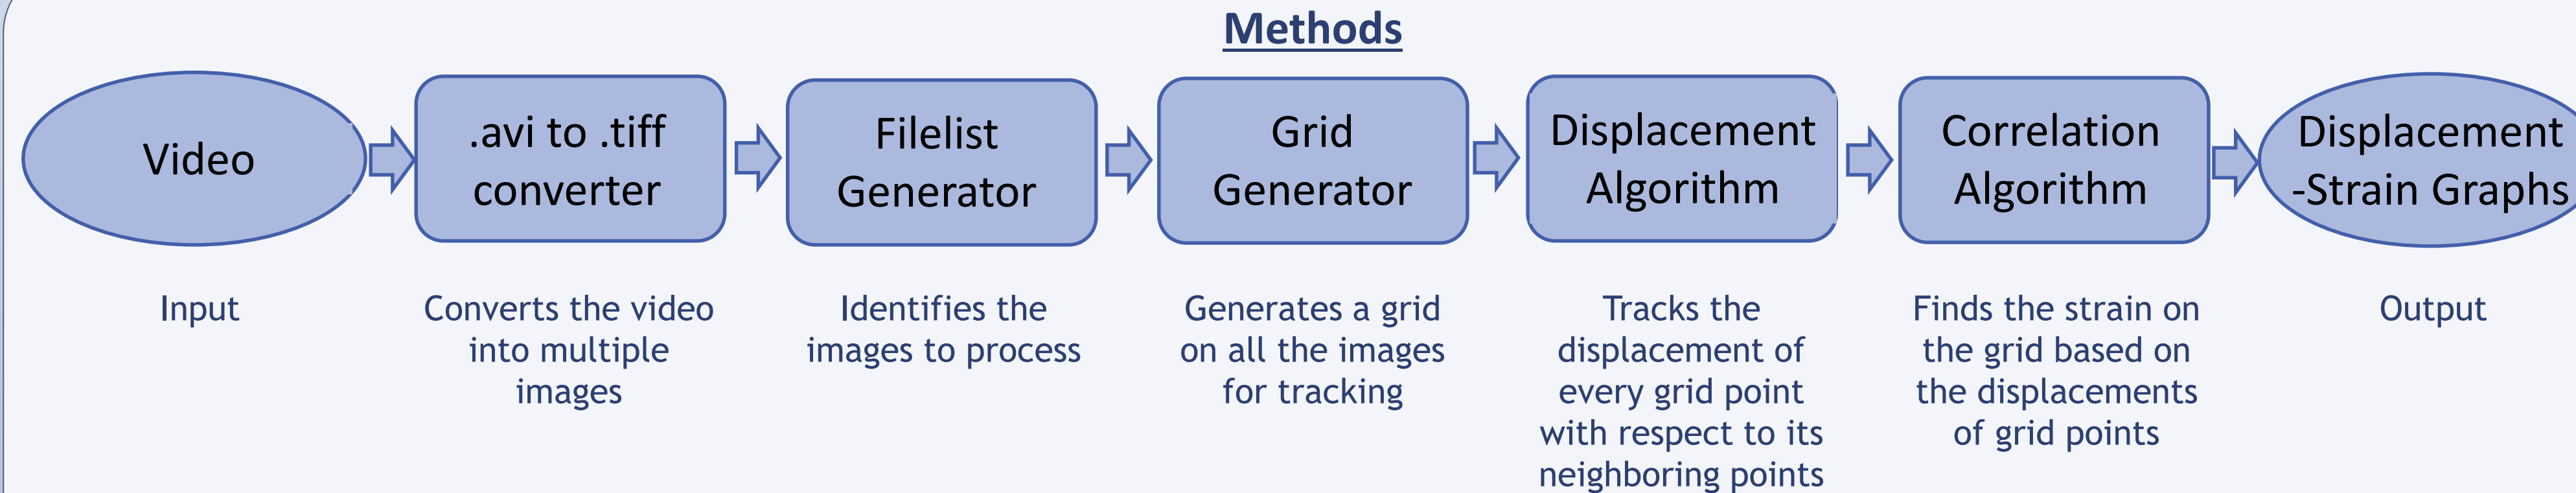 Methods
Video
.avi to .tiff
converter
Filelist
Generator
Grid
Generator
Displacement
Algorithm
Correlation
Algorithm
Displacement
-Strain Graphs
Input
Converts the video
into multiple
images
Identifies the
images to process
Generates a grid
on all the images
for tracking
Tracks the
displacement of
every grid point
with respect to its
neighboring points
Finds the strain on
the grid based on
the displacements
of grid points
Output